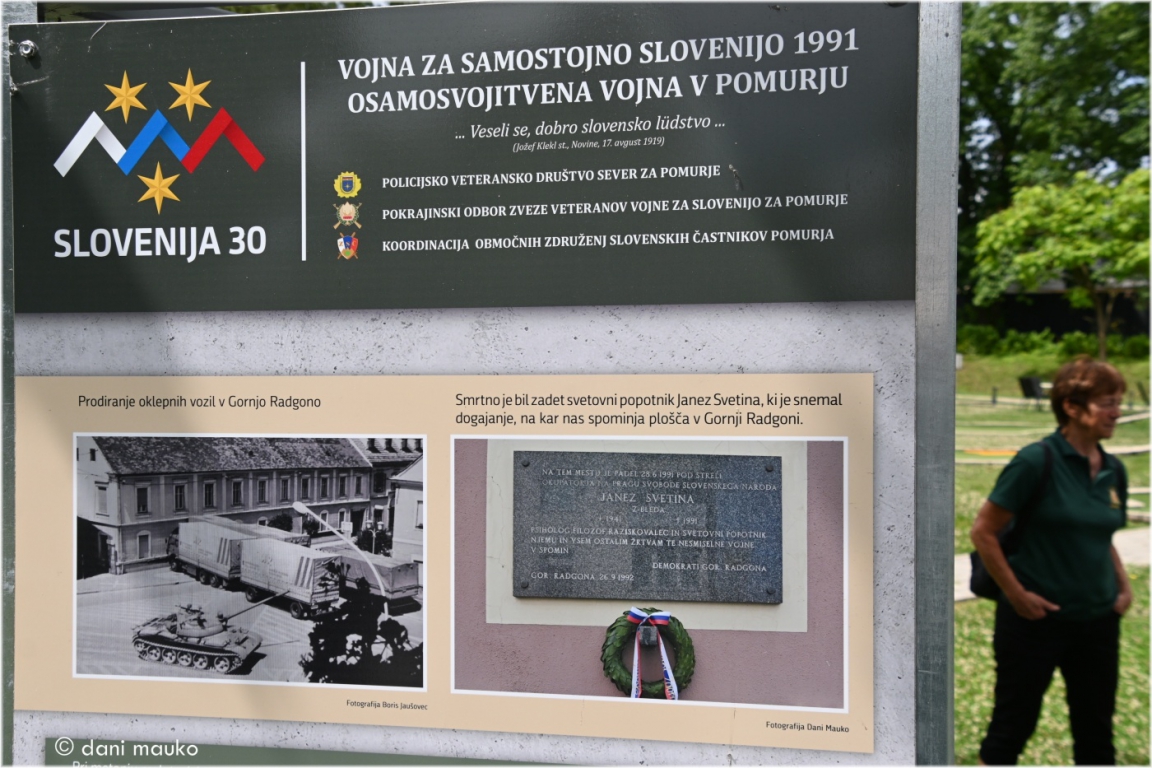 VOJNA ZA SAMOSTOJNO SLOVENIJO 1991
OSAMOSVOJITVENA VOJNA V POMURJU
... Veseli se, dobro slovensko lüdstvo ...
(Jožef Klekl st., Novine, 17. avgust 1919)
POLICIJSKO VETERANSKO DRUŠTVO SEVER ZA POMURJE
POKRAJINSKI ODBOR ZVEZE VETERANOV VOJNE ZA SLOVENIJO ZA POMURJE
KOORDINACIJA OBMOČNIH ZDRUŽENJ SLOVENSKIH ČASTNIKOV POMURJA
SLOVENIJA 30
Prodiranje oklepnih vozil v Gornjo Radgono
Fotografija Boris Jaušovec
Smrtno je bil zadet svetovni popotnik Janez Svetina, ki je snemal
dogajanje, na kar nas spominja plošča v Gornji Radgoni.
NA TEM MESTU JE PADEL 28.6.1991 POD STRELI
OKUPATORJA NA PRAGU SVOBODE SLOVENSKEGA NARODA
JANEZ SVETINA
Z BLEDA
* 1941 † 1991
PSIHOLOG FILOZOF RAZISKOVALEC IN SVETOVNI POPOTNIK
NJEMU IN VSEM OSTALIM ŽRTVAM TE NESMISELNE VOJNE
V SPOMIN
DEMOKRATI GOR. RADGONA
GOR. RADGONA, 26.9.1992
Fotografija Dani Mauko
© dani mauko